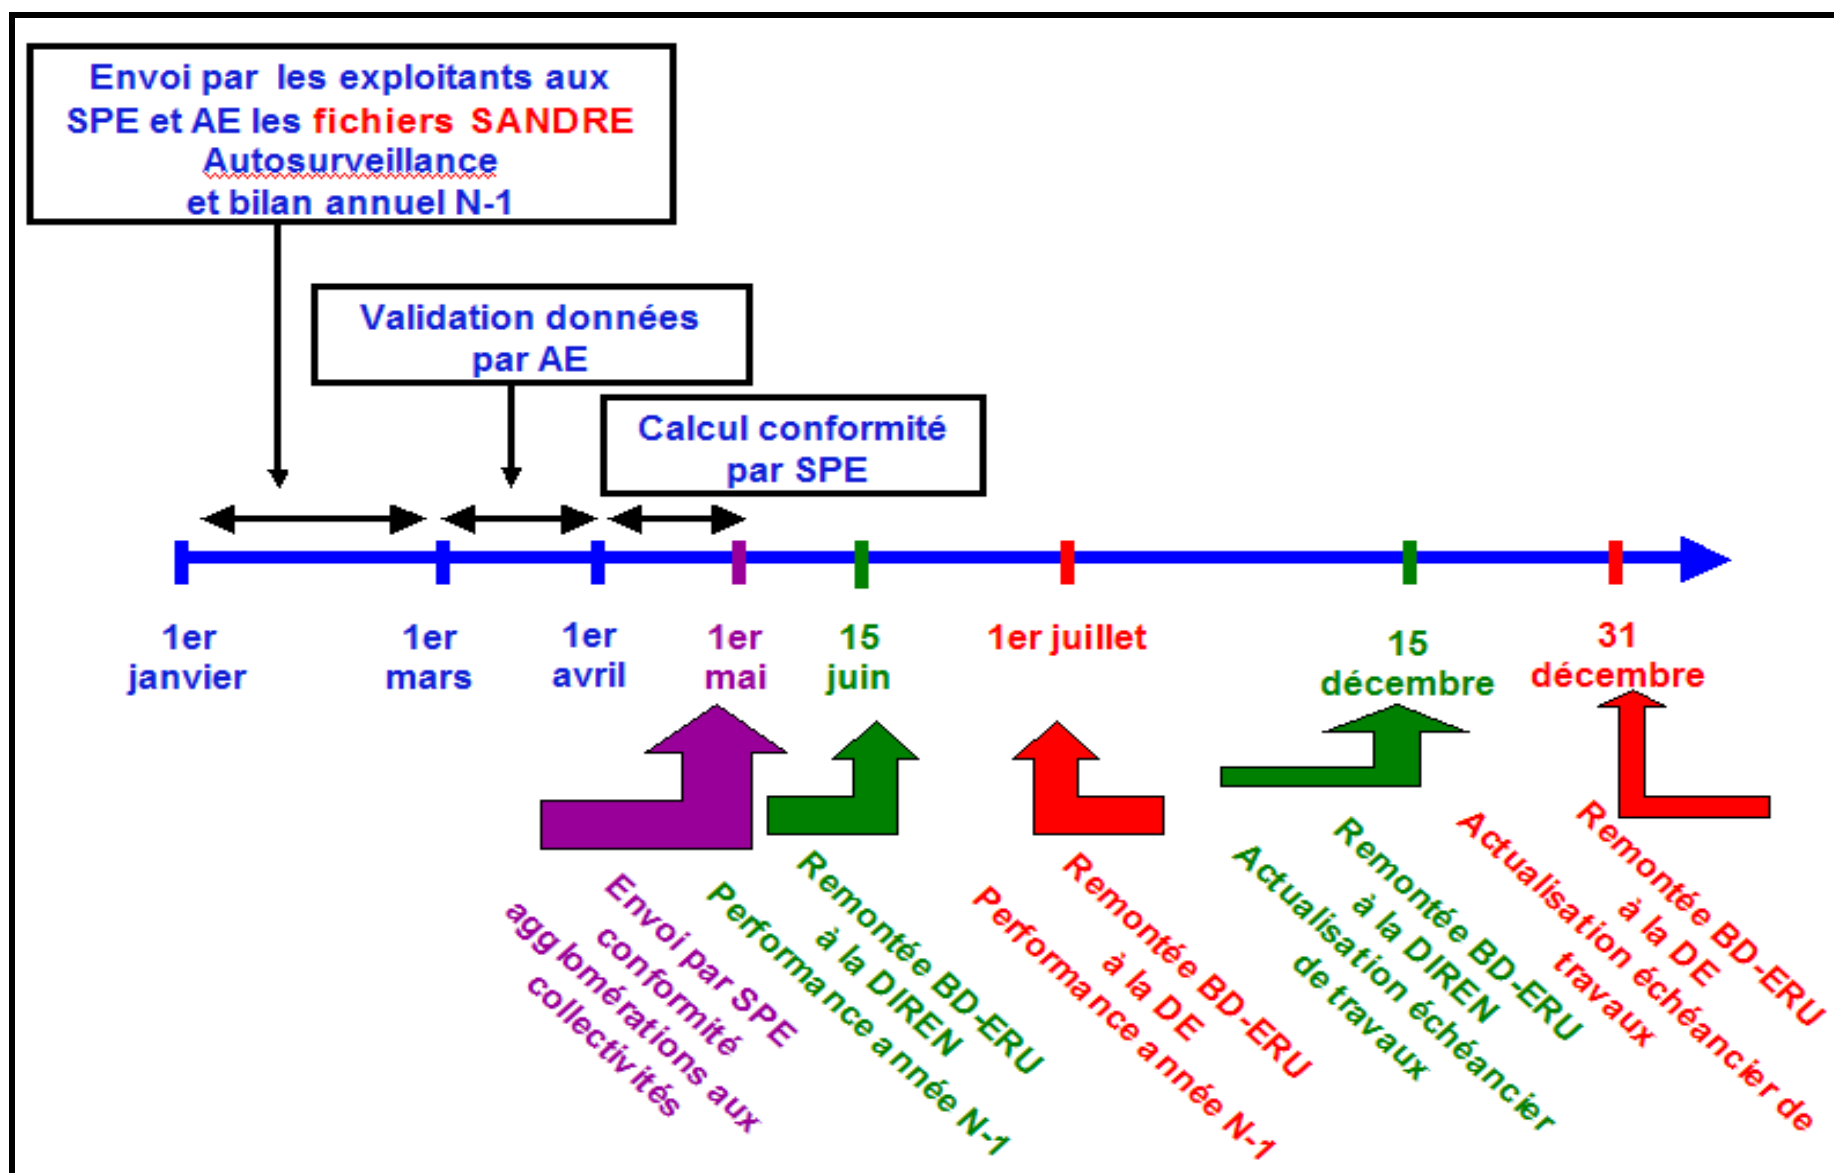 Envoi par les exploitants aux
SPE et AE les fichiers SANDRE
Autosurveillance
et bilan annuel N-1
Validation données
par AE
Calcul conformité
par SPE
1er
janvier
1er
mars
1er
avril
1er
mai
15
juin
1er juillet
15
décembre
31
décembre
Envoi par SPE
conformité
agglomérations aux
collectivités
Remontée BD-ERU
à la DIREN
Performance année N-1
Remontée BD-ERU
à la DE
Performance année N-1
Remontée BD-ERU
à la DIREN
Actualisation échéancier
de travaux
Remontée BD-ERU
à la DE
Actualisation échéancier de
travaux